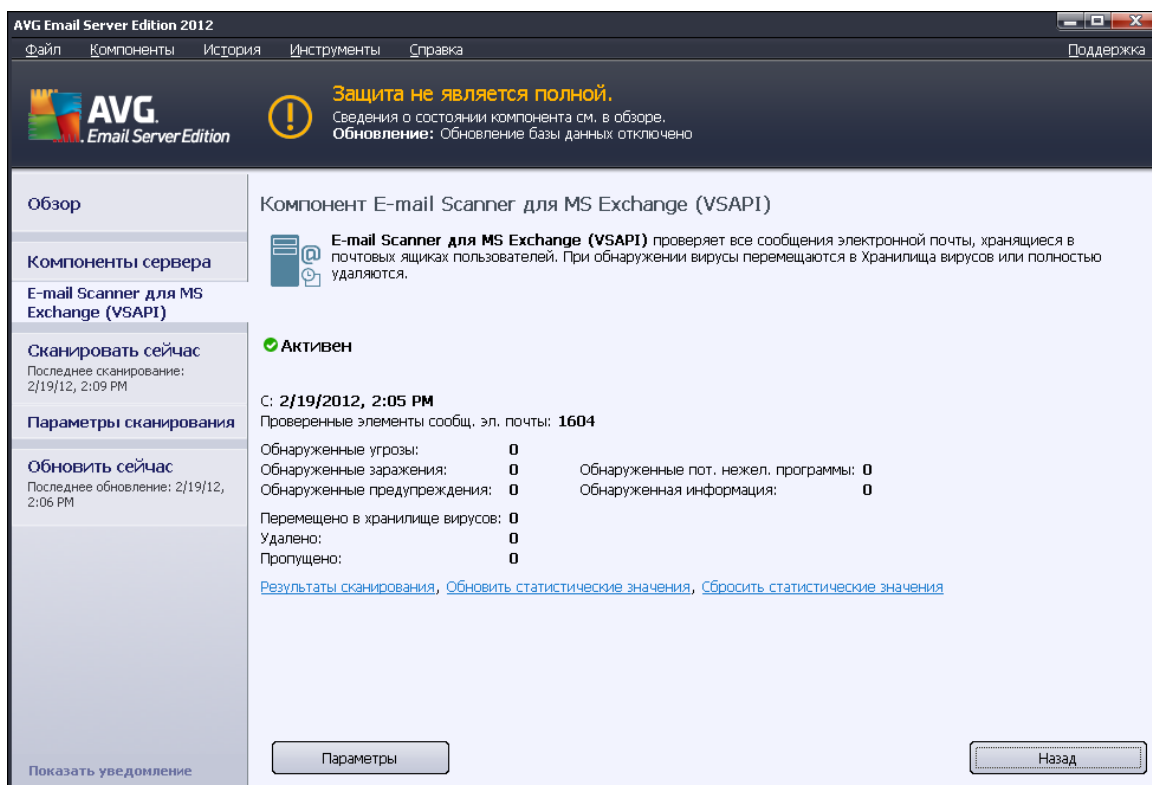 AVG Email Server Edition 2012
Файл Компоненты История Инструменты Справка Поддержка
AVG.
Email Server Edition
Защита не является полной.
Сведения о состоянии компонента см. в обзоре.
Обновление: Обновление базы данных отключено
Обзор
Компоненты сервера
E-mail Scanner для MS
Exchange (VSAPI)
Сканировать сейчас
Последнее сканирование:
2/19/12, 2:09 PM
Параметры сканирования
Обновить сейчас
Последнее обновление: 2/19/12,
2:06 PM
Показать уведомление
Компонент E-mail Scanner для MS Exchange (VSAPI)
E-mail Scanner для MS Exchange (VSAPI) проверяет все сообщения электронной почты, хранящиеся в
почтовых ящиках пользователей. При обнаружении вирусы перемещаются в Хранилища вирусов или полностью
удаляются.
Активен
С: 2/19/2012, 2:05 PM
Проверенные элементы сообщ. эл. почты: 1604
Обнаруженные угрозы: 0
Обнаруженные заражения: 0 Обнаруженные пот. нежел. программы: 0
Обнаруженные предупреждения: 0 Обнаруженная информация: 0
Перемещено в хранилище вирусов: 0
Удалено: 0
Пропущено: 0
Результаты сканирования, Обновить статистические значения, Сбросить статистические значения
Параметры Назад